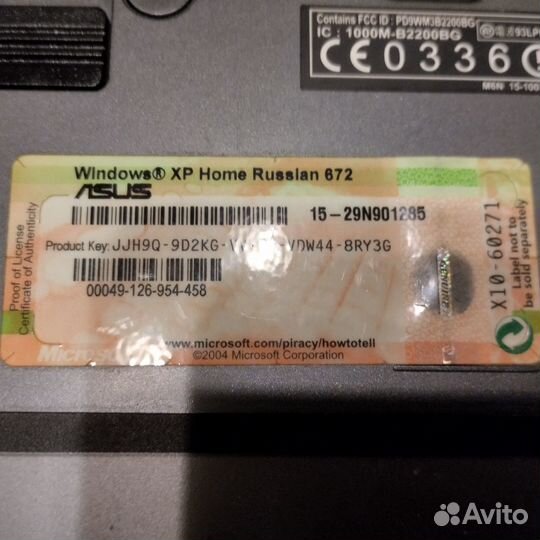 Contains FCC ID : PD9WM3B2200BG
IC : 1000M-B2200BG
CE 0336
Windows® XP Home Russian 672
ASUS
15-29N901285
Product Key: JJH9Q-9D2KG- -8RY3G
00049-126-954-458
www.microsoft.com/piracy/howtotell
©2004 Microsoft Corporation
Proof of License
Certificate of Authenticity
X10-60271
Label not to
be sold separately
Avito